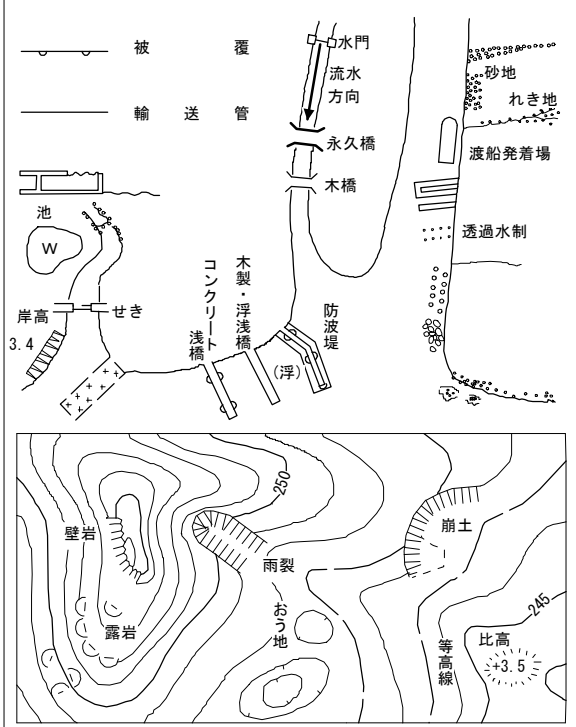 被覆
輸送管
池
W
岸高
3.4
せき
水門
流水
方向
永久橋
木橋
コンクリート
浅橋
木製・浮浅橋
(浮)
防波堤
砂地
れき地
渡船発着場
透過水制
250
壁岩
露岩
雨裂
おう地
崩土
等高線
245
比高
+3.5